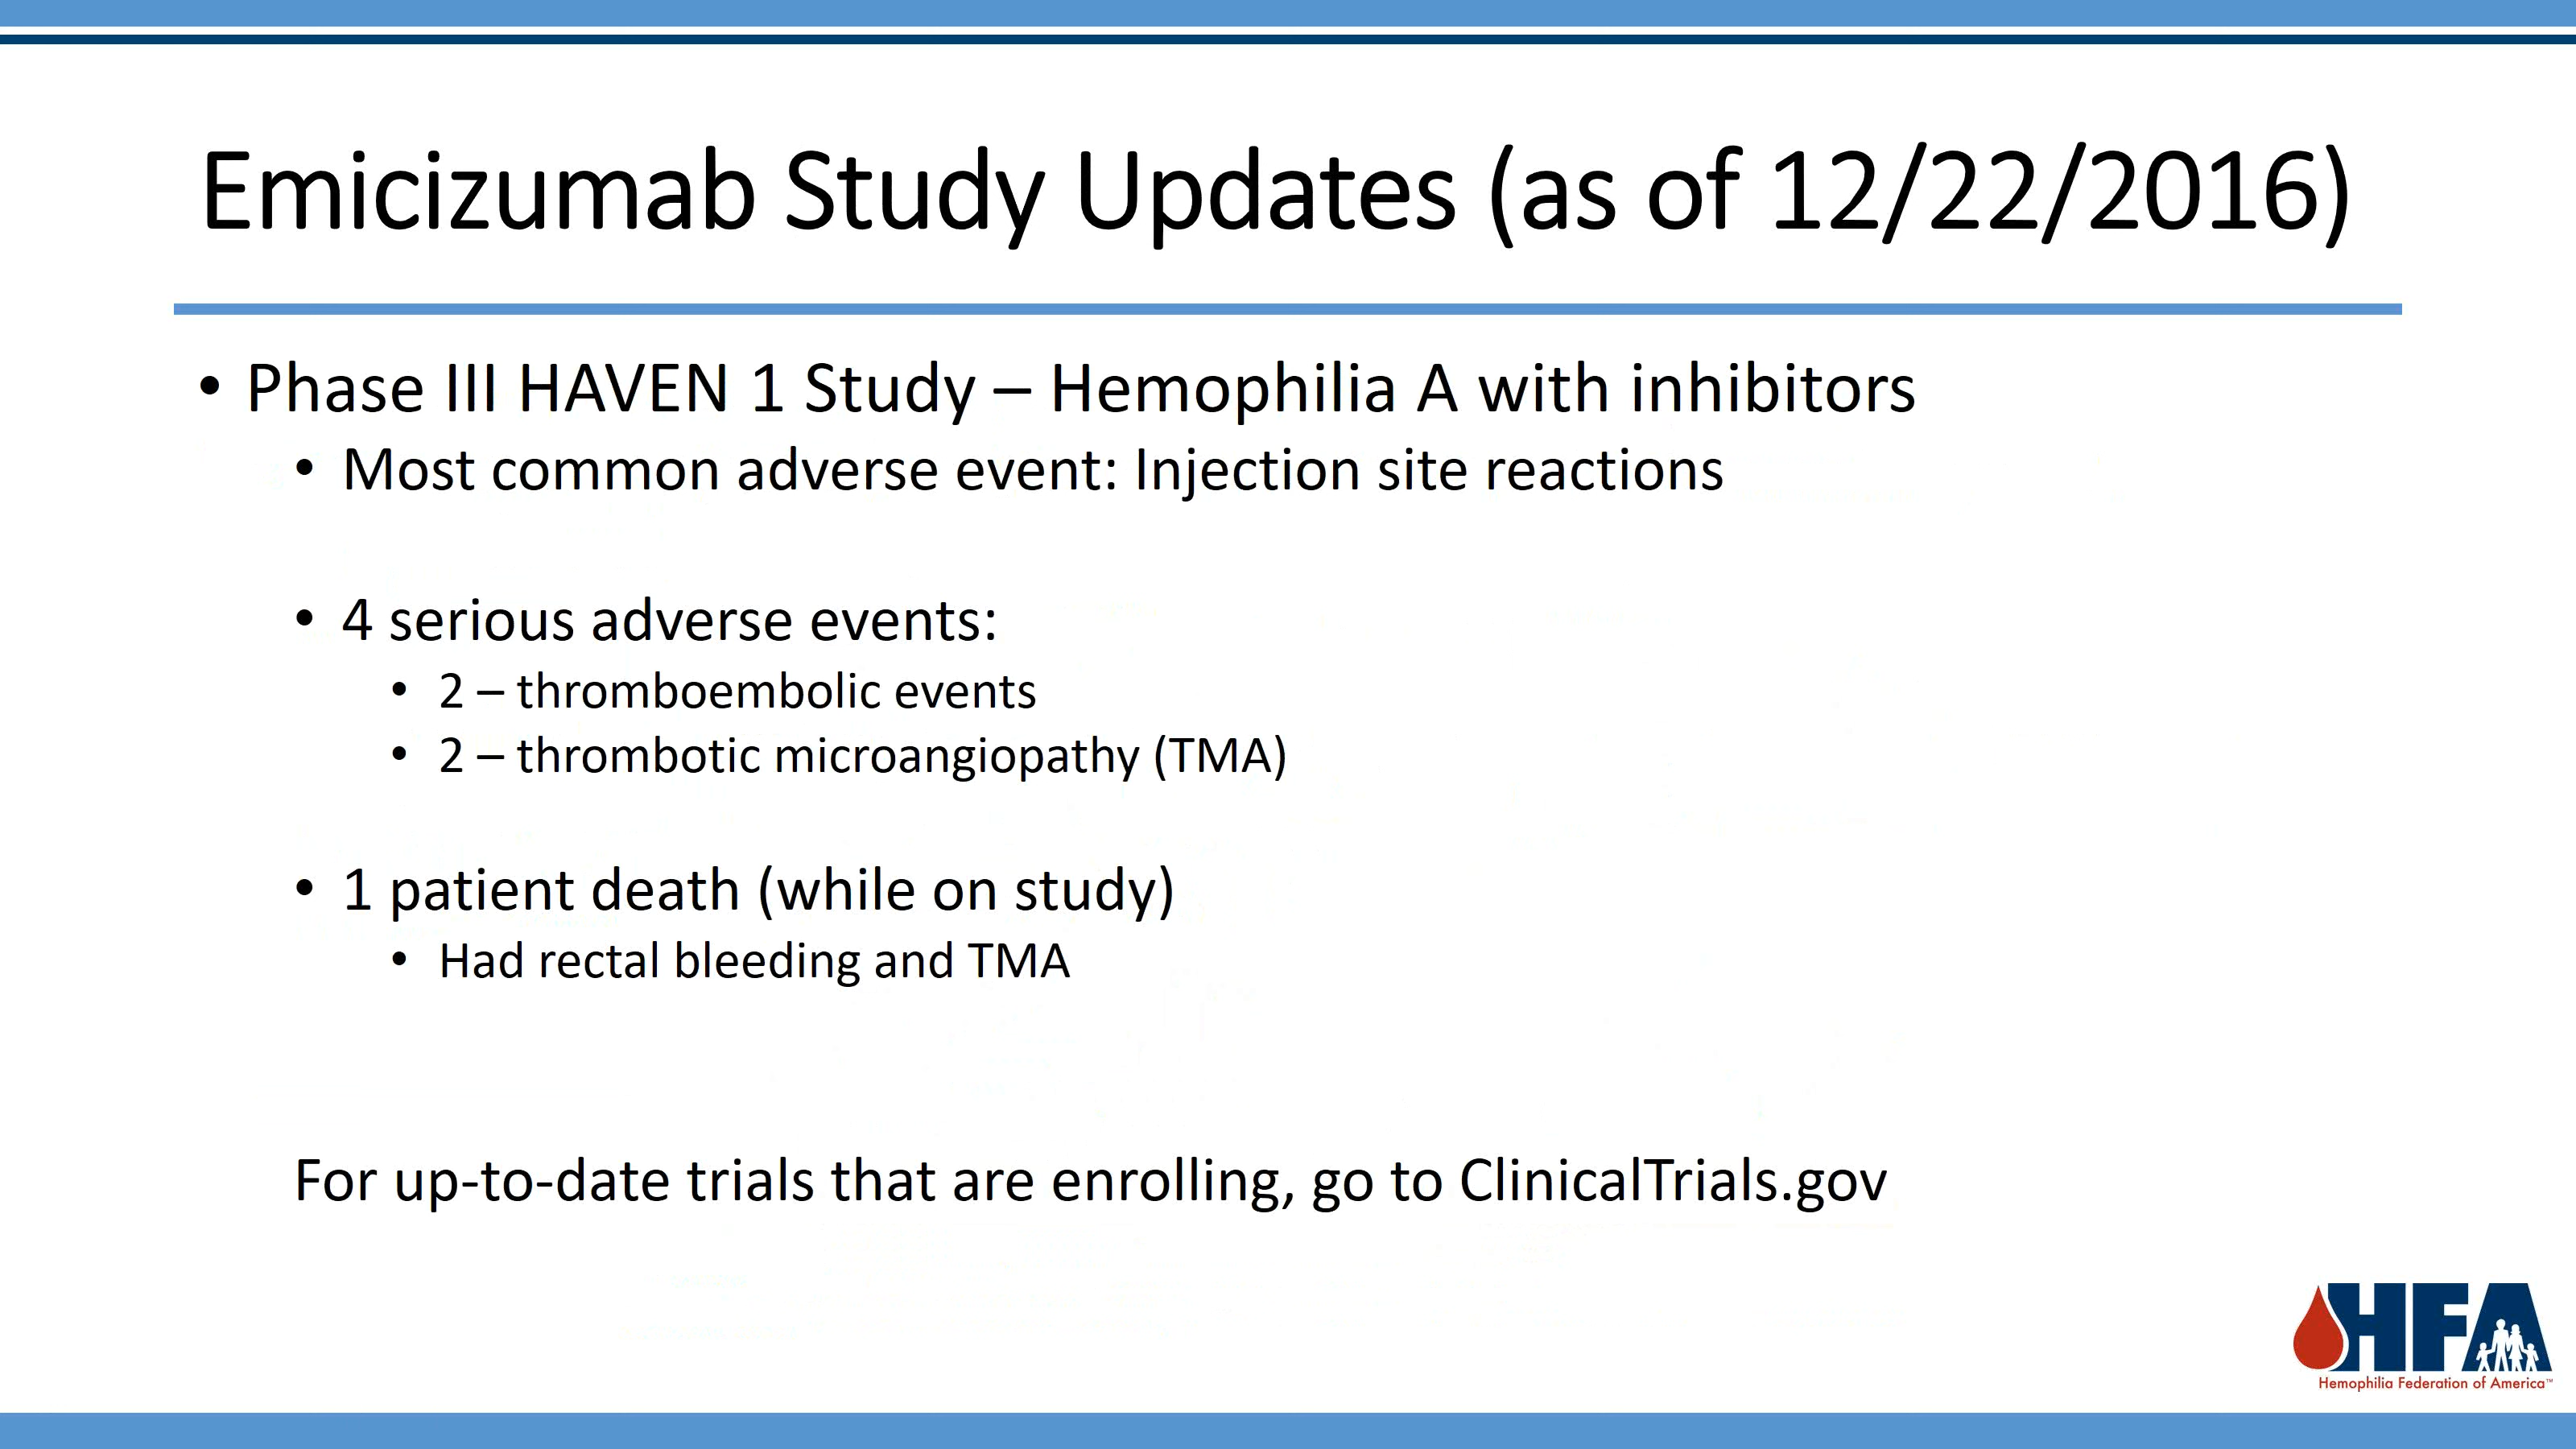 Emicizumab Study Updates (as of 12/22/2016)
• Phase III HAVEN 1 Study – Hemophilia A with inhibitors
• Most common adverse event: Injection site reactions
• 4 serious adverse events:
• 2 – thromboembolic events
• 2 – thrombotic microangiopathy (TMA)
• 1 patient death (while on study)
• Had rectal bleeding and TMA
For up-to-date trials that are enrolling, go to ClinicalTrials.gov
HFA
Hemophilia Federation of America™